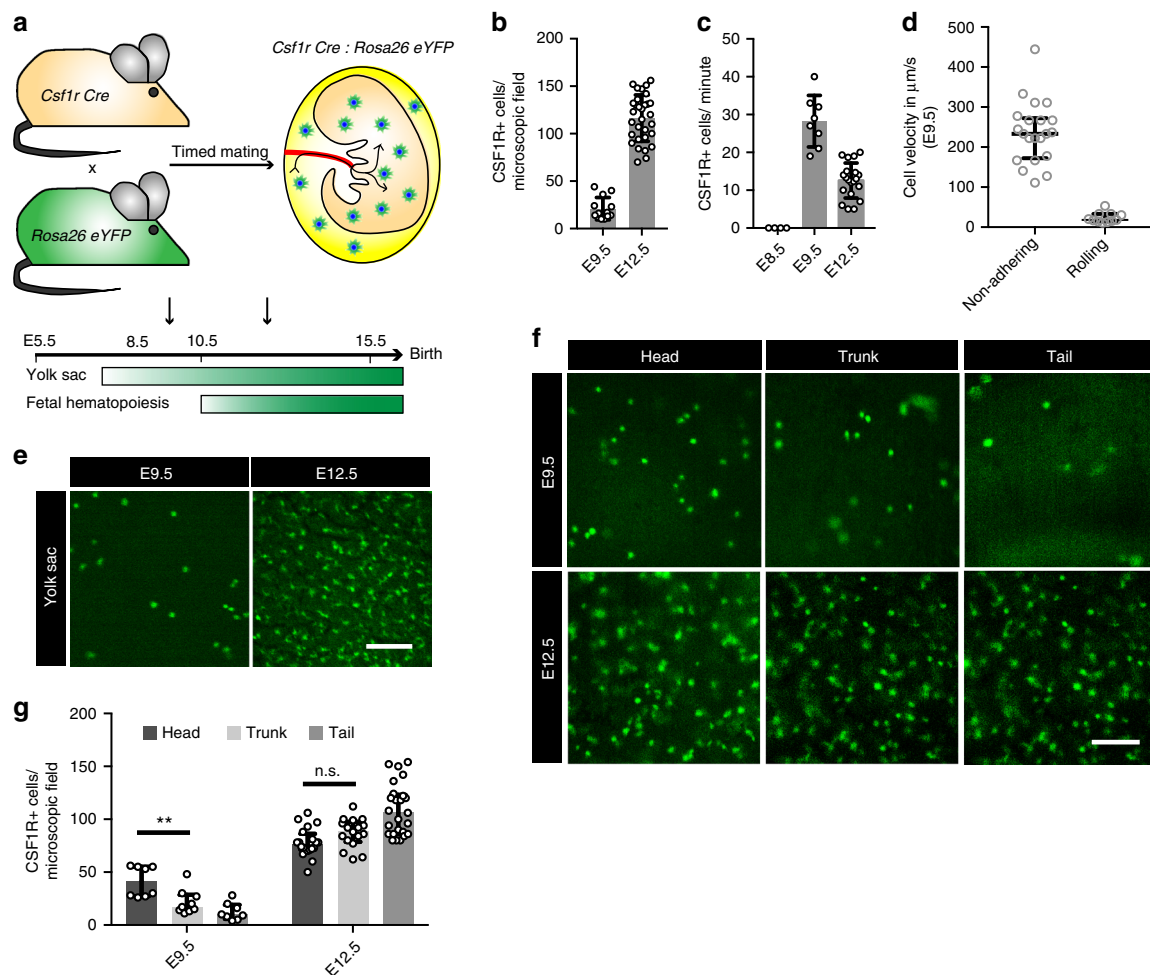 a
Csf1r Cre
x
Rosa26 eYFP
Timed mating
Csf1r Cre : Rosa26 eYFP
E5.5
8.5
10.5
15.5
Birth
Yolk sac
Fetal hematopoiesis
b
CSF1R+ cells/
microscopic field
200
150
100
50
0
E9.5
E12.5
c
CSF1R+ cells/ minute
50
40
30
20
10
0
E8.5
E9.5
E12.5
d
Cell velocity in μm/s
(E9.5)
500
400
300
200
100
0
Non-adhering
Rolling
e
E9.5
E12.5
Yolk sac
f
Head
Trunk
Tail
E9.5
E12.5
g
CSF1R+ cells/
microscopic field
200
150
100
50
0
Head
Trunk
Tail
**
n.s.
E9.5
E12.5